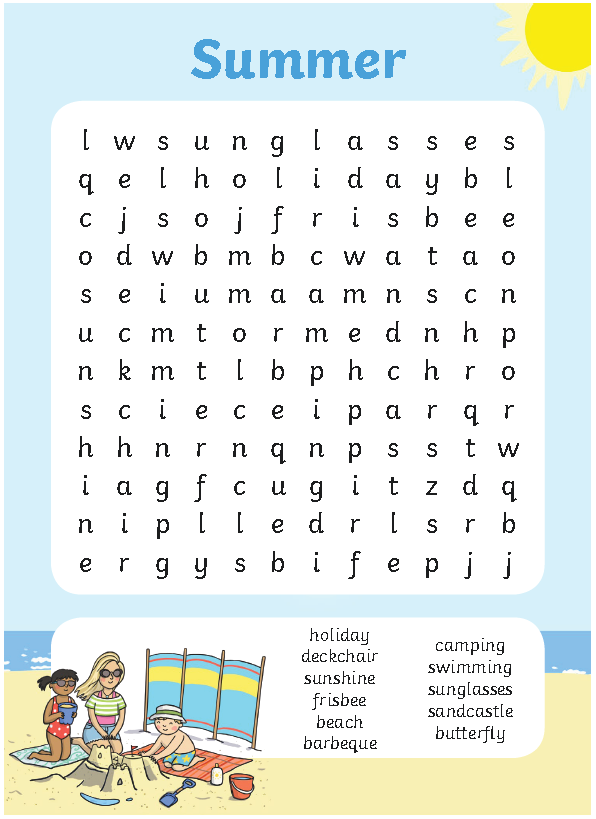 Summer
l w s u n g l a s s e s
q e l h o l i d a y b l
c j s o j f r i s b e e
o d w b m b c w a t a o
s e i u m a a m n s c n
u c m t o r m e d n h p
n k m t l b p h c h r o
s c i e c e i p a r q r
h h n r n q n p s s t w
i a g f c u g i t z d q
n i p l l e d r l s r b
e r g y s b i f e p j j
holiday
deckchair
sunshine
frisbee
beach
barbeque
camping
swimming
sunglasses
sandcastle
butterfly